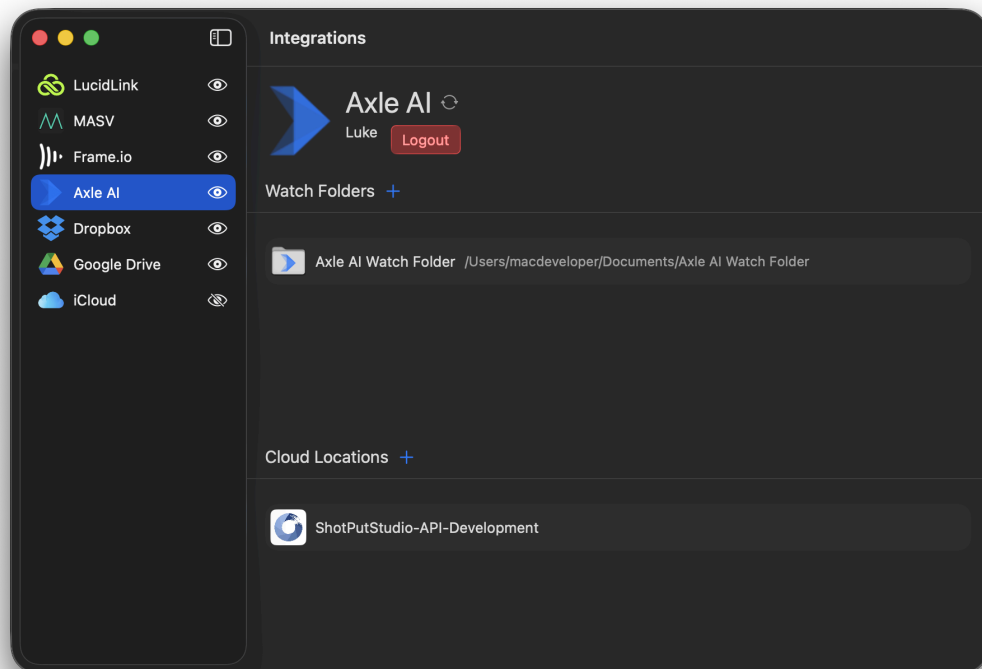 Integrations
LucidLink
MASV
Frame.io
Axle AI
Dropbox
Google Drive
iCloud
Axle AI
Luke
Logout
Watch Folders +
Axle AI Watch Folder /Users/macdeveloper/Documents/Axle AI Watch Folder
Cloud Locations +
ShotPutStudio-API-Development